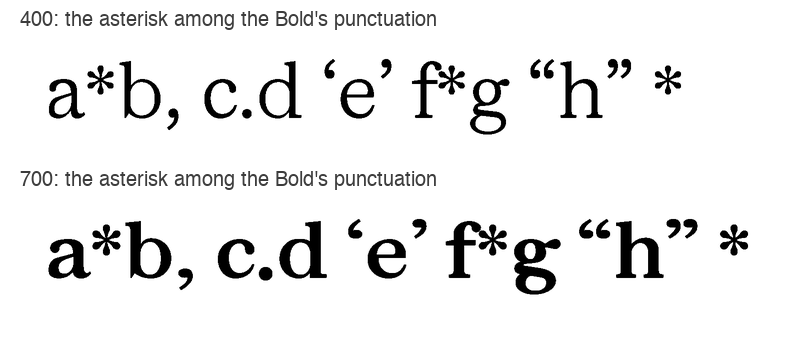 400: the asterisk among the Bold's punctuation
a*b, c.d ‘e’ f*g “h” *
700: the asterisk among the Bold's punctuation
a*b, c.d ‘e’ f*g “h” *